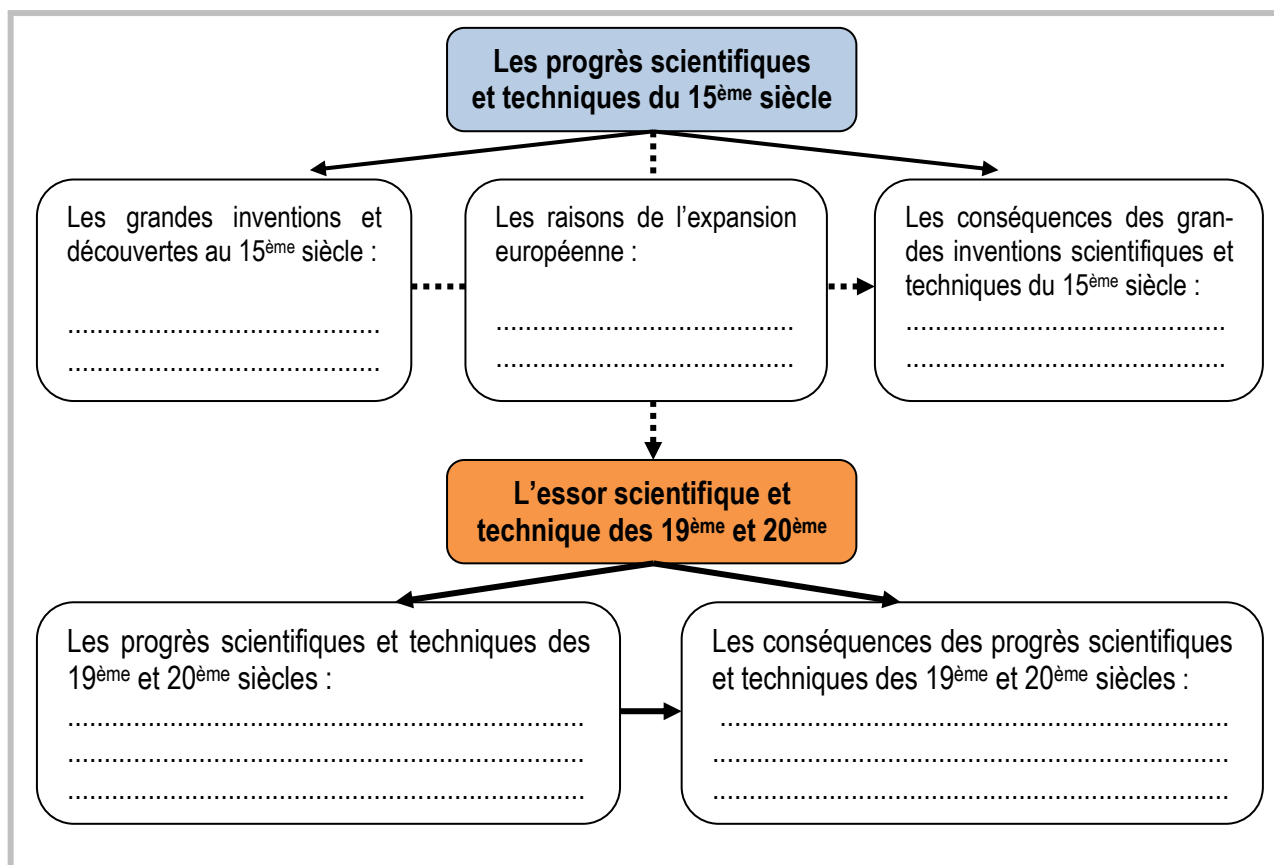 Les progrès scientifiques
et techniques du 15ème siècle
Les grandes inventions et
découvertes au 15ème siècle :
..........................................
..........................................
Les raisons de l’expansion
européenne :
........................................
........................................
Les conséquences des gran-
des inventions scientifiques et
techniques du 15ème siècle :
...........................................
...........................................
L’essor scientifique et
technique des 19ème et 20ème
Les progrès scientifiques et techniques des
19ème et 20ème siècles :
......................................................................
......................................................................
......................................................................
Les conséquences des progrès scientifiques
et techniques des 19ème et 20ème siècles :
.....................................................................
......................................................................
......................................................................